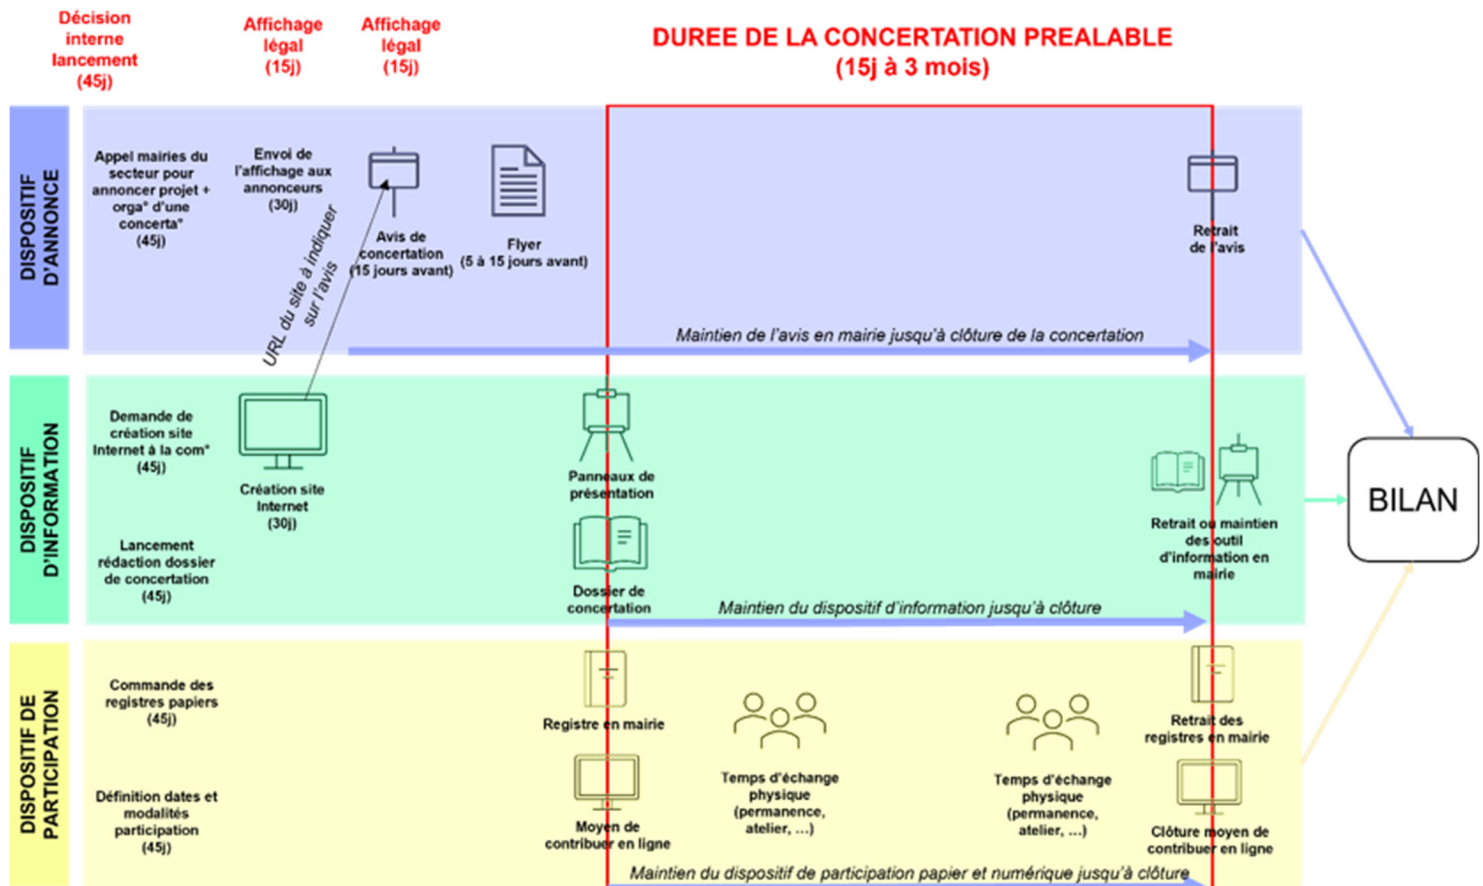 Décision
interne
lancement
(45j)
Affichage
légal
(15j)
Affichage
légal
(15j)
DUREE DE LA CONCERTATION PREALABLE
(15j à 3 mois)
DISPOSITIF
D'ANNONCE
Appel mairies du
secteur pour
annoncer projet +
orga° d'une
concerta°
(45j)
Envoi de
l'affichage aux
annonceurs
(30j)
URL du site à indiquer
sur l'avis
Avis de
concertation
(15 jours avant)
Flyer
(5 à 15 jours avant)
Retrait
de l'avis
Maintien de l'avis en mairie jusqu'à clôture de la concertation
DISPOSITIF
D'INFORMATION
Demande de
création site
Internet à la com°
(45j)
Création site
Internet
(30j)
Lancement
rédaction dossier
de concertation
(45j)
Panneaux de
présentation
Dossier de
concertation
Retrait ou maintien
des outil
d'information en
mairie
Maintien du dispositif d'information jusqu'à clôture
BILAN
DISPOSITIF DE
PARTICIPATION
Commande des
registres papiers
(45j)
Définition dates et
modalités
participation
(45j)
Registre en mairie
Moyen de
contribuer en ligne
Temps d'échange
physique
(permanence,
atelier, ...)
Temps d'échange
physique
(permanence,
atelier, ...)
Retrait des
registres en mairie
Clôture moyen de
contribuer en ligne
Maintien du dispositif de participation papier et numérique jusqu'à clôture